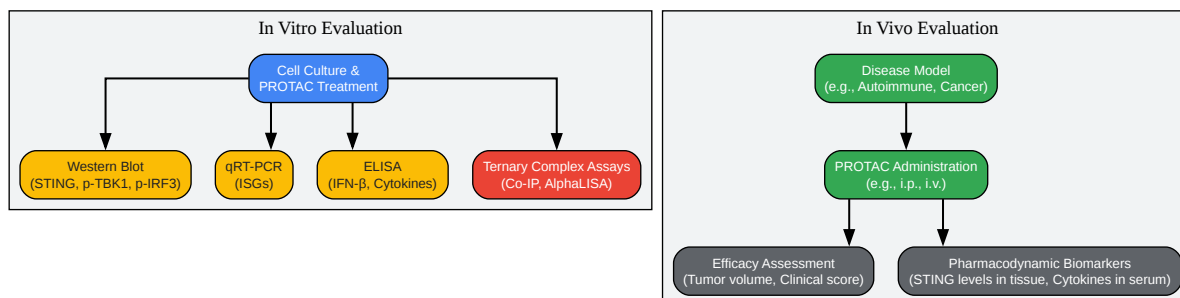 In Vitro Evaluation
Cell Culture &
PROTAC Treatment
Western Blot
(STING, p-TBK1, p-IRF3)
qRT-PCR
(ISGs)
ELISA
(IFN-β, Cytokines)
Ternary Complex Assays
(Co-IP, AlphaLISA)
In Vivo Evaluation
Disease Model
(e.g., Autoimmune, Cancer)
PROTAC Administration
(e.g., i.p., i.v.)
Efficacy Assessment
(Tumor volume, Clinical score)
Pharmacodynamic Biomarkers
(STING levels in tissue, Cytokines in serum)